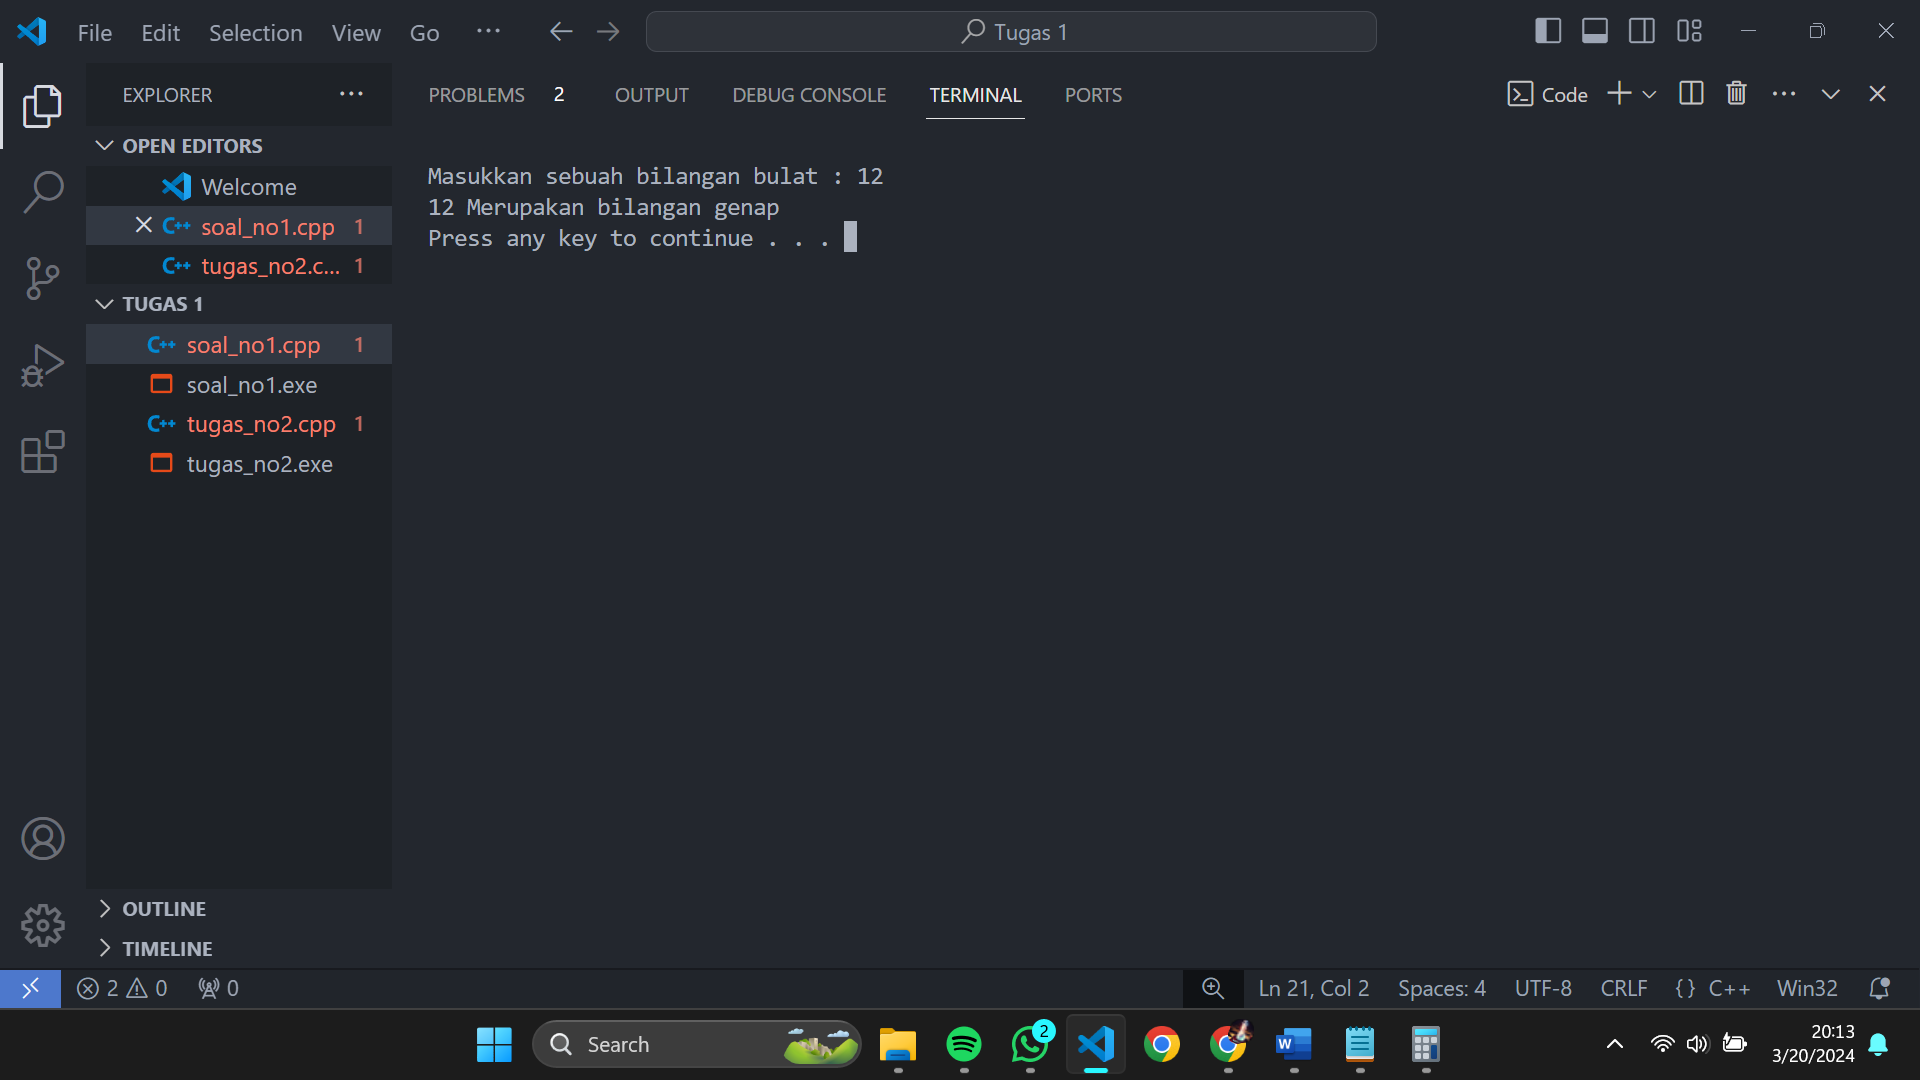 File Edit Selection View Go ··· Tugas 1
EXPLORER ···
PROBLEMS 2 OUTPUT DEBUG CONSOLE TERMINAL PORTS
Code
OPEN EDITORS
Welcome
soal_no1.cpp 1
tugas_no2.c... 1
TUGAS 1
soal_no1.cpp 1
soal_no1.exe
tugas_no2.cpp 1
tugas_no2.exe
OUTLINE
TIMELINE
Masukkan sebuah bilangan bulat : 12
12 Merupakan bilangan genap
Press any key to continue . . .
2 0 0 Ln 21, Col 2 Spaces: 4 UTF-8 CRLF {} C++ Win32
Search
2
W
20:13
3/20/2024